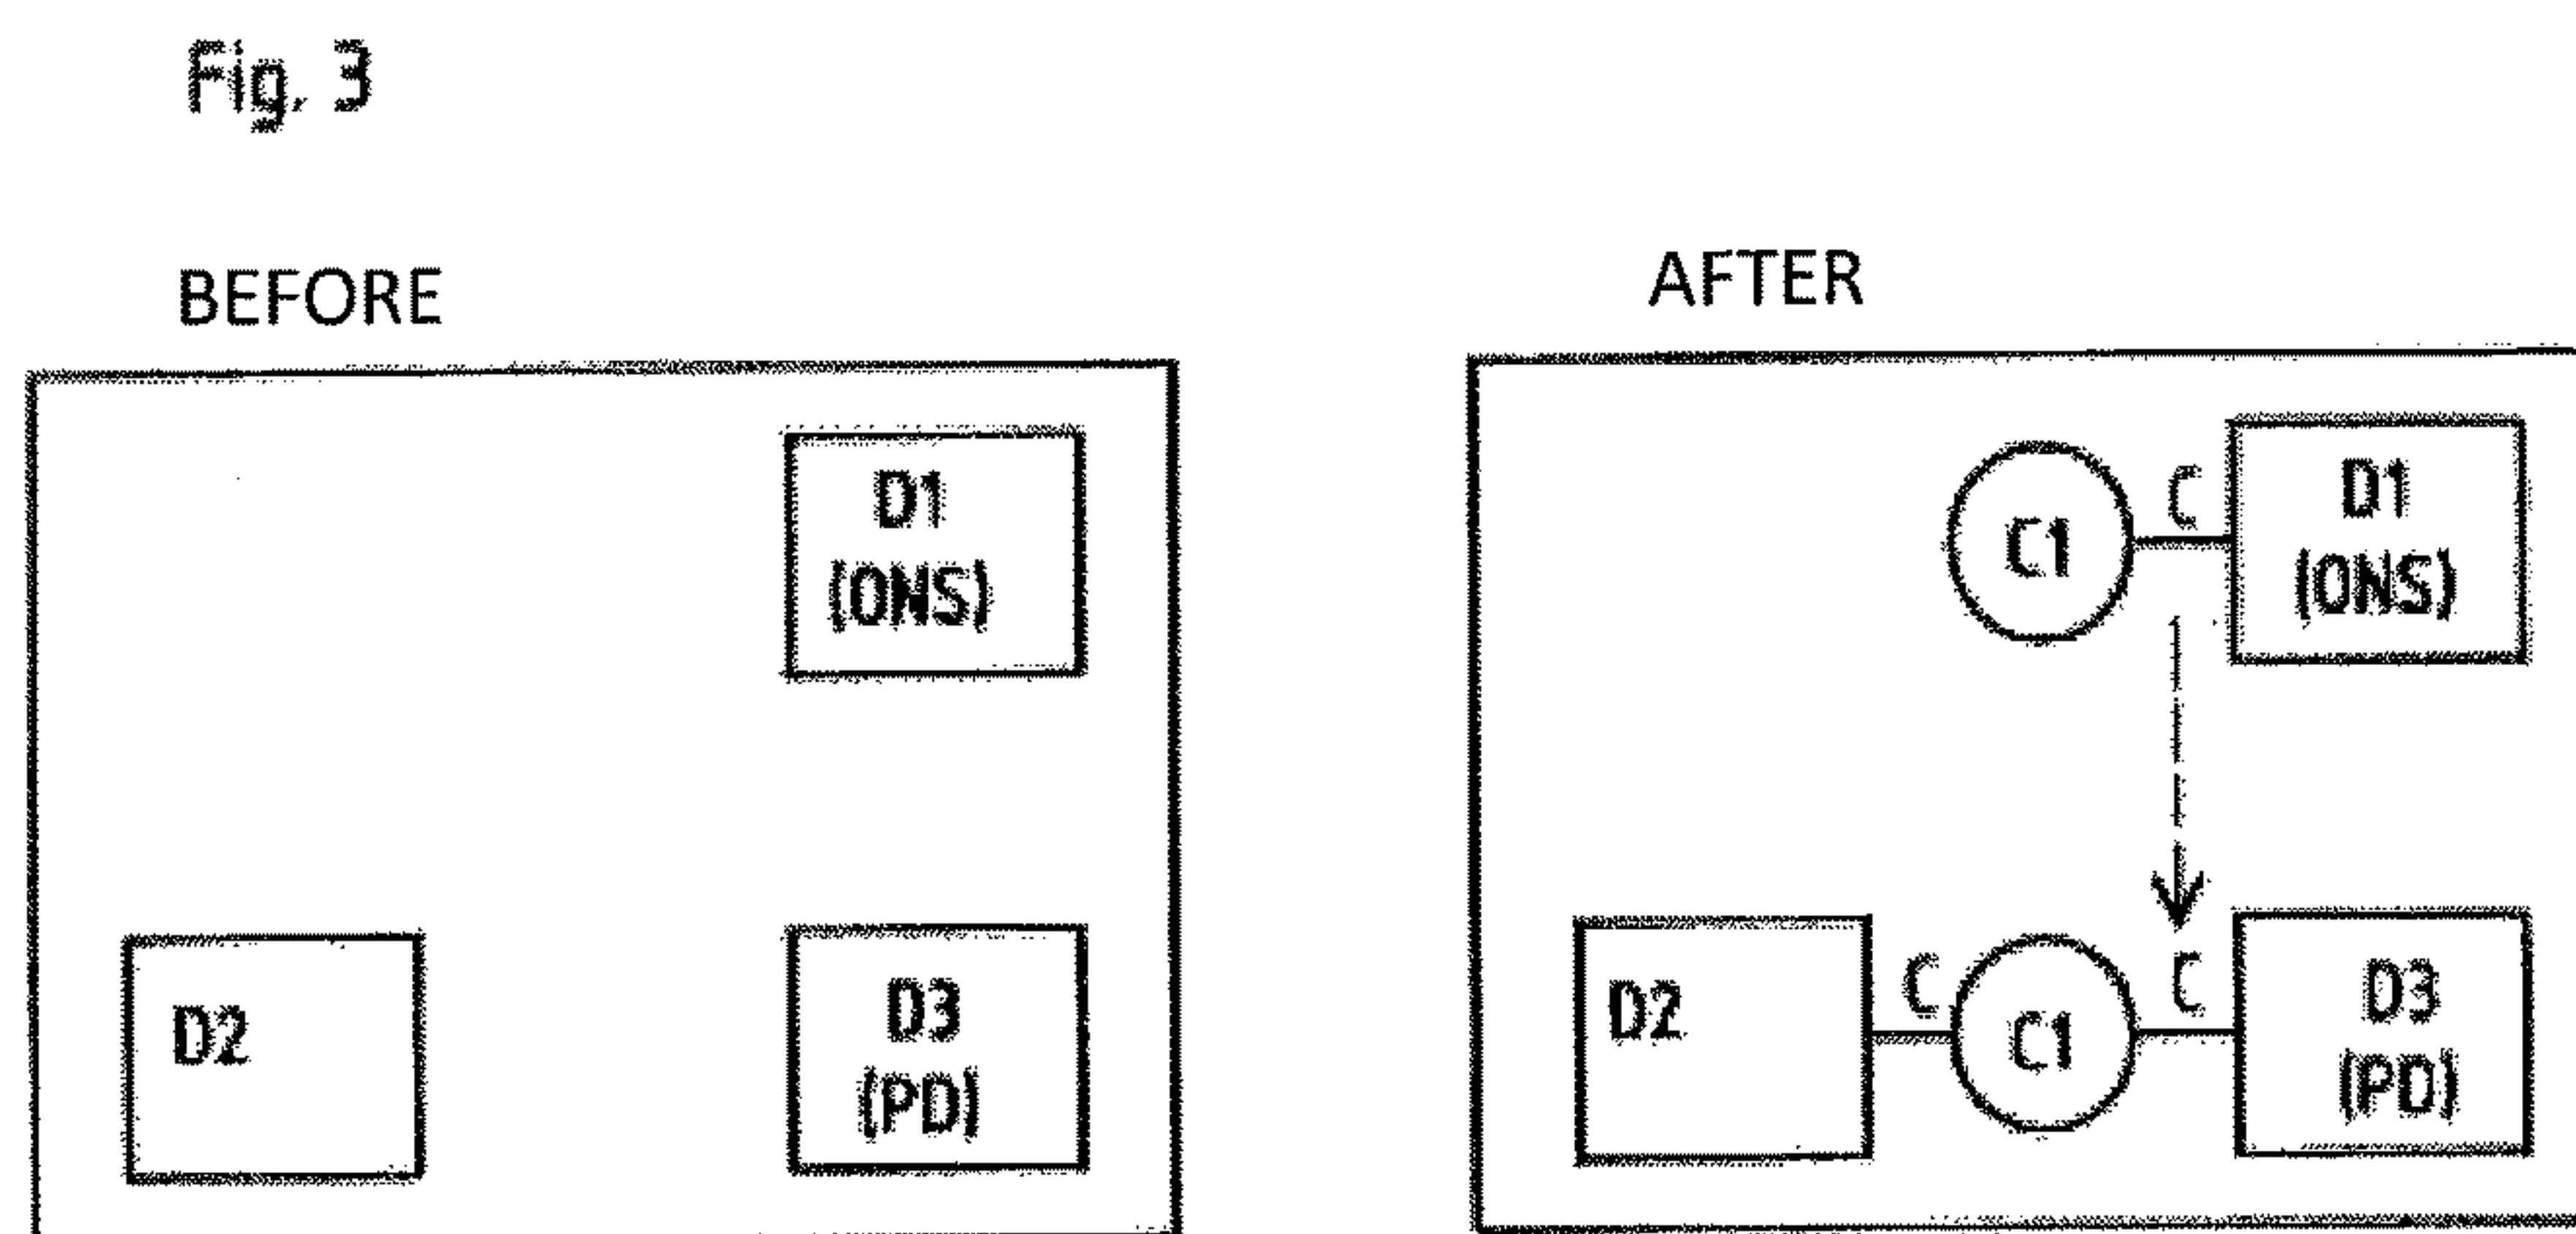 Fig. 3
BEFORE
D1
(ONS)
D2
D3
(PD)
AFTER
C1
C
D1
(ONS)
D2
C
C1
C
D3
(PD)